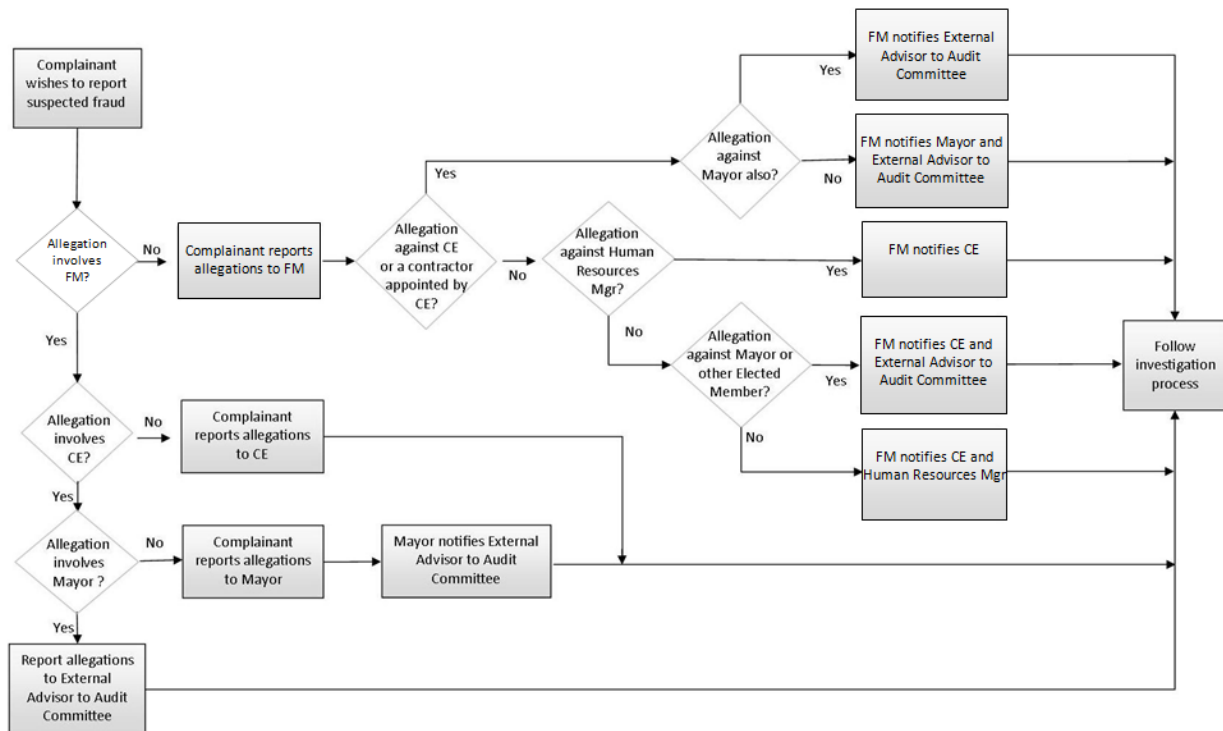 Complainant
wishes to report
suspected fraud
Allegation
involves
FM?
No
Yes
Complainant reports
allegations to FM
Allegation
against CE
or a contractor
appointed by
CE?
Yes
No
Allegation
against
Mayor also?
Yes
No
FM notifies External
Advisor to Audit
Committee
FM notifies Mayor and
External Advisor to
Audit Committee
Allegation
against Human
Resources
Mgr?
Yes
No
FM notifies CE
Allegation
against Mayor or
other Elected
Member?
Yes
No
FM notifies CE and
External Advisor to
Audit Committee
FM notifies CE and
Human Resources Mgr
Follow
investigation
process
Allegation
involves
CE?
No
Yes
Complainant
reports allegations
to CE
Allegation
involves
Mayor ?
No
Yes
Complainant
reports allegations
to Mayor
Mayor notifies External
Advisor to Audit
Committee
Report allegations
to External
Advisor to Audit
Committee